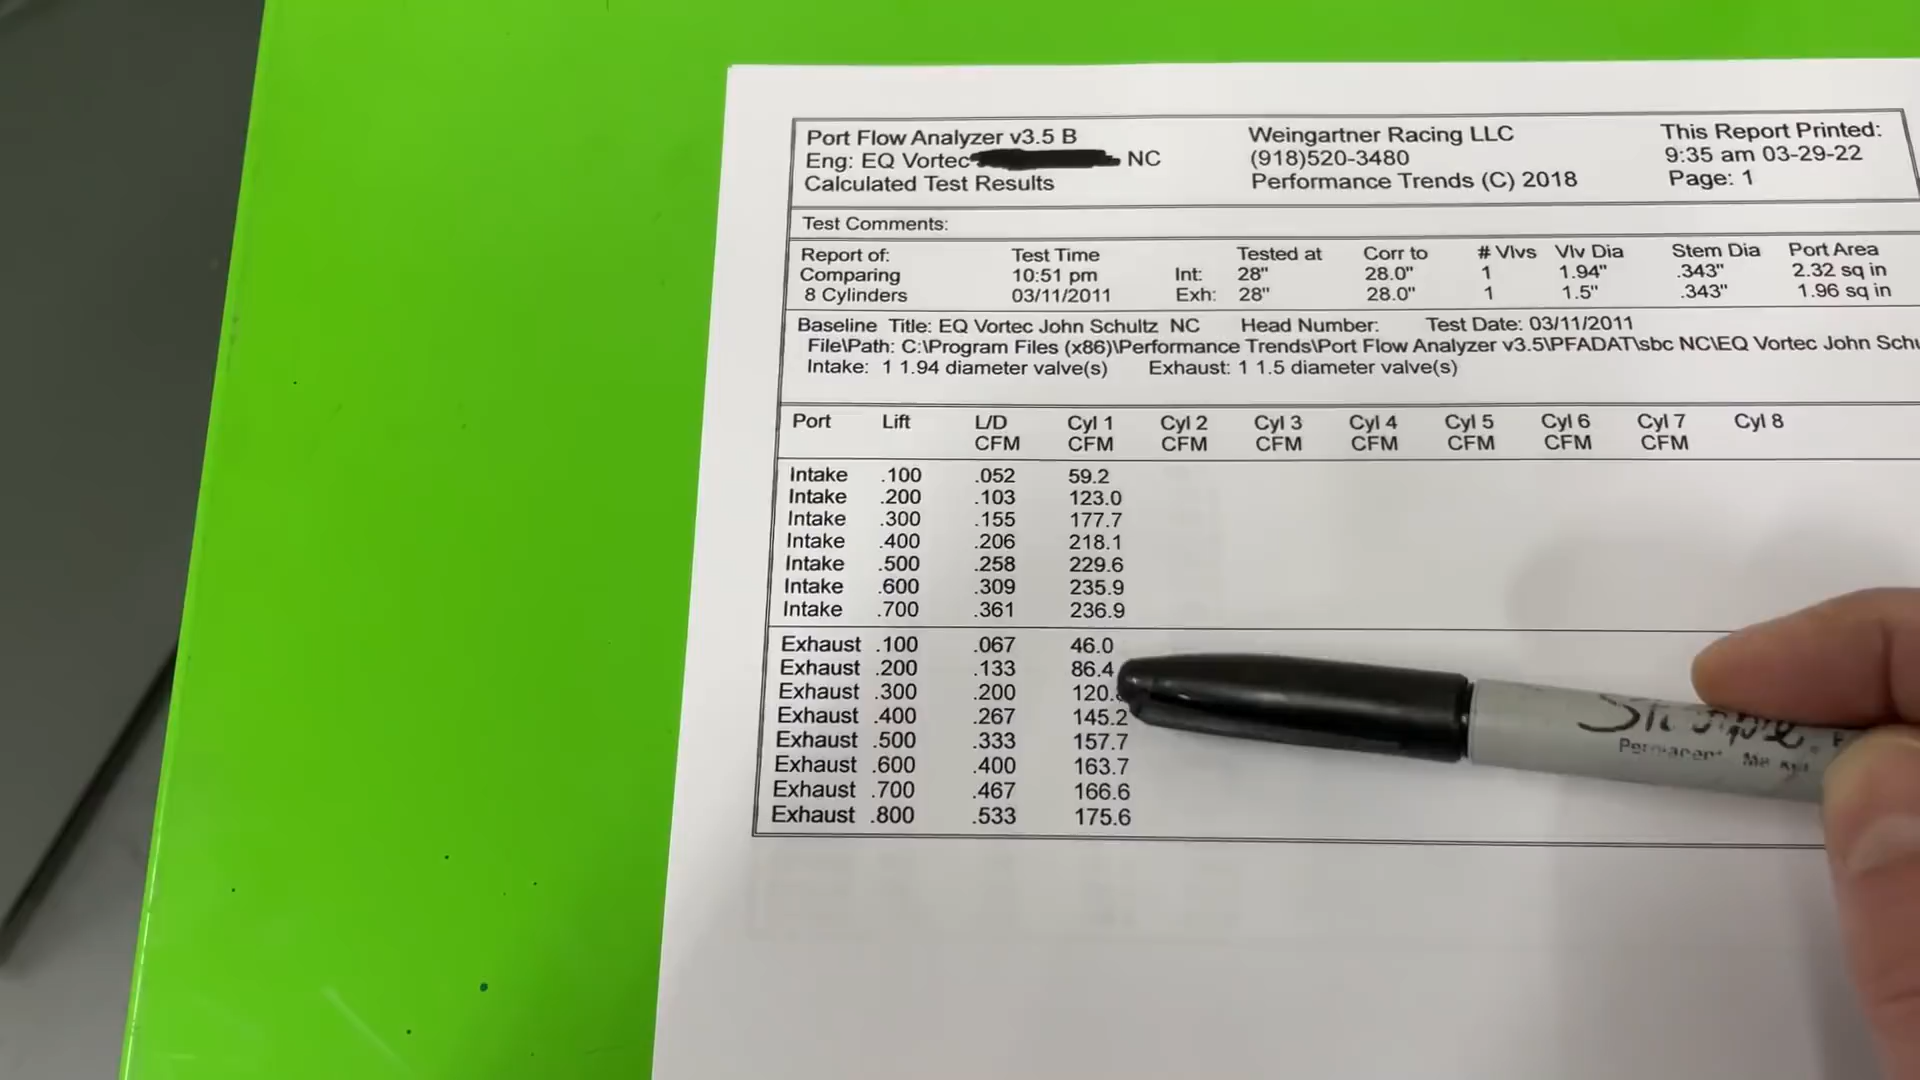 Port Flow Analyzer v3.5 B
Eng: EQ Vortec NC
Calculated Test Results
Weingartner Racing LLC
(918)520-3480
Performance Trends (C) 2018
This Report Printed:
9:35 am 03-29-22
Page: 1
Test Comments:
Report of: Test Time Tested at Corr to # Vlvs Vlv Dia Stem Dia Port Area
Comparing 10:51 pm Int: 28" 28.0" 1 1.94" .343" 2.32 sq in
8 Cylinders 03/11/2011 Exh: 28" 28.0" 1 1.5" .343" 1.96 sq in
Baseline Title: EQ Vortec John Schultz NC Head Number: Test Date: 03/11/2011
File\Path: C:\Program Files (x86)\Performance Trends\Port Flow Analyzer v3.5\PFADAT\sbc NC\EQ Vortec John Schu
Intake: 1 1.94 diameter valve(s) Exhaust: 1 1.5 diameter valve(s)
Port Lift L/D Cyl 1 Cyl 2 Cyl 3 Cyl 4 Cyl 5 Cyl 6 Cyl 7 Cyl 8
CFM CFM CFM CFM CFM CFM CFM CFM
Intake .100 .052 59.2
Intake .200 .103 123.0
Intake .300 .155 177.7
Intake .400 .206 218.1
Intake .500 .258 229.6
Intake .600 .309 235.9
Intake .700 .361 236.9
Exhaust .100 .067 46.0
Exhaust .200 .133 86.4
Exhaust .300 .200 120.
Exhaust .400 .267 145.2
Exhaust .500 .333 157.7
Exhaust .600 .400 163.7
Exhaust .700 .467 166.6
Exhaust .800 .533 175.6